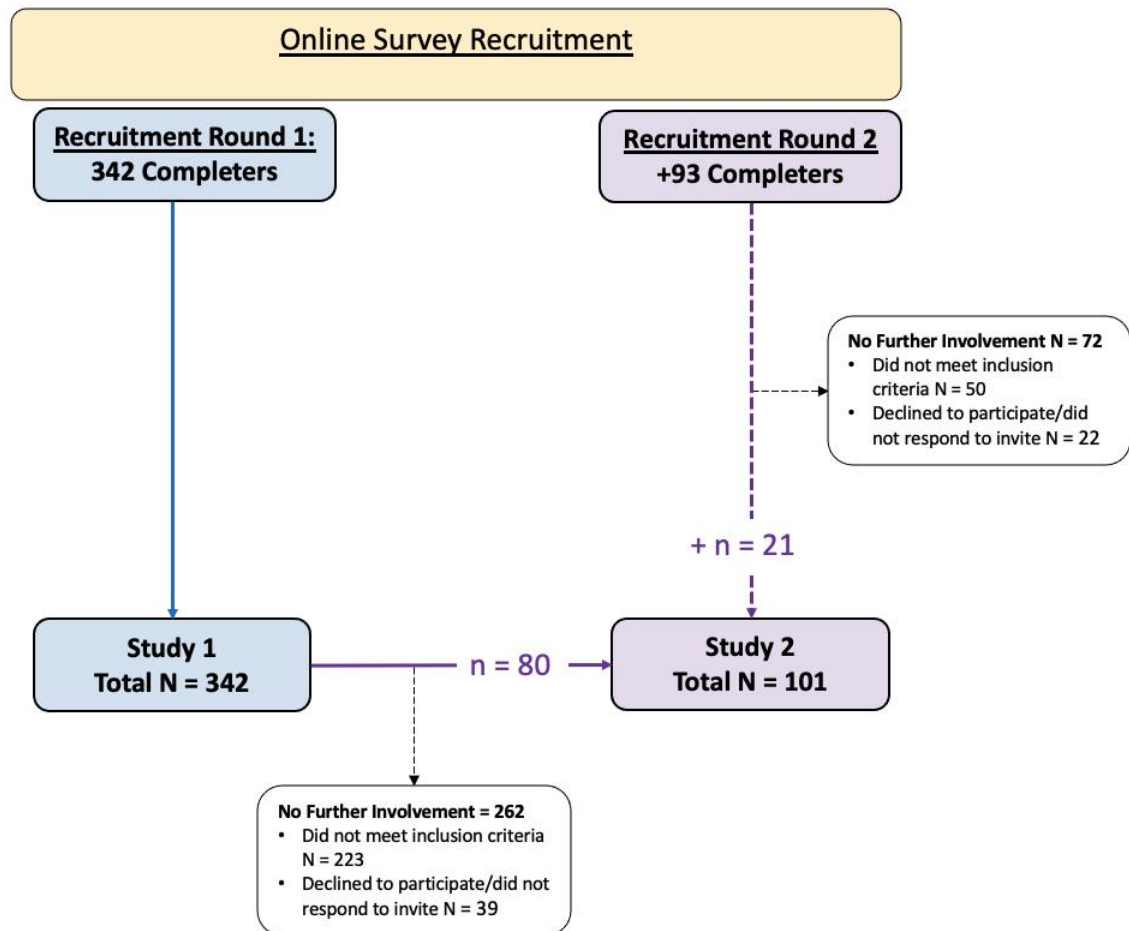 Online Survey Recruitment
Recruitment Round 1:
342 Completers
Recruitment Round 2
+93 Completers
No Further Involvement N = 72
• Did not meet inclusion
criteria N = 50
• Declined to participate/did
not respond to invite N = 22
+ n = 21
Study 1
Total N = 342
n = 80
Study 2
Total N = 101
No Further Involvement = 262
• Did not meet inclusion criteria
N = 223
• Declined to participate/did not
respond to invite N = 39